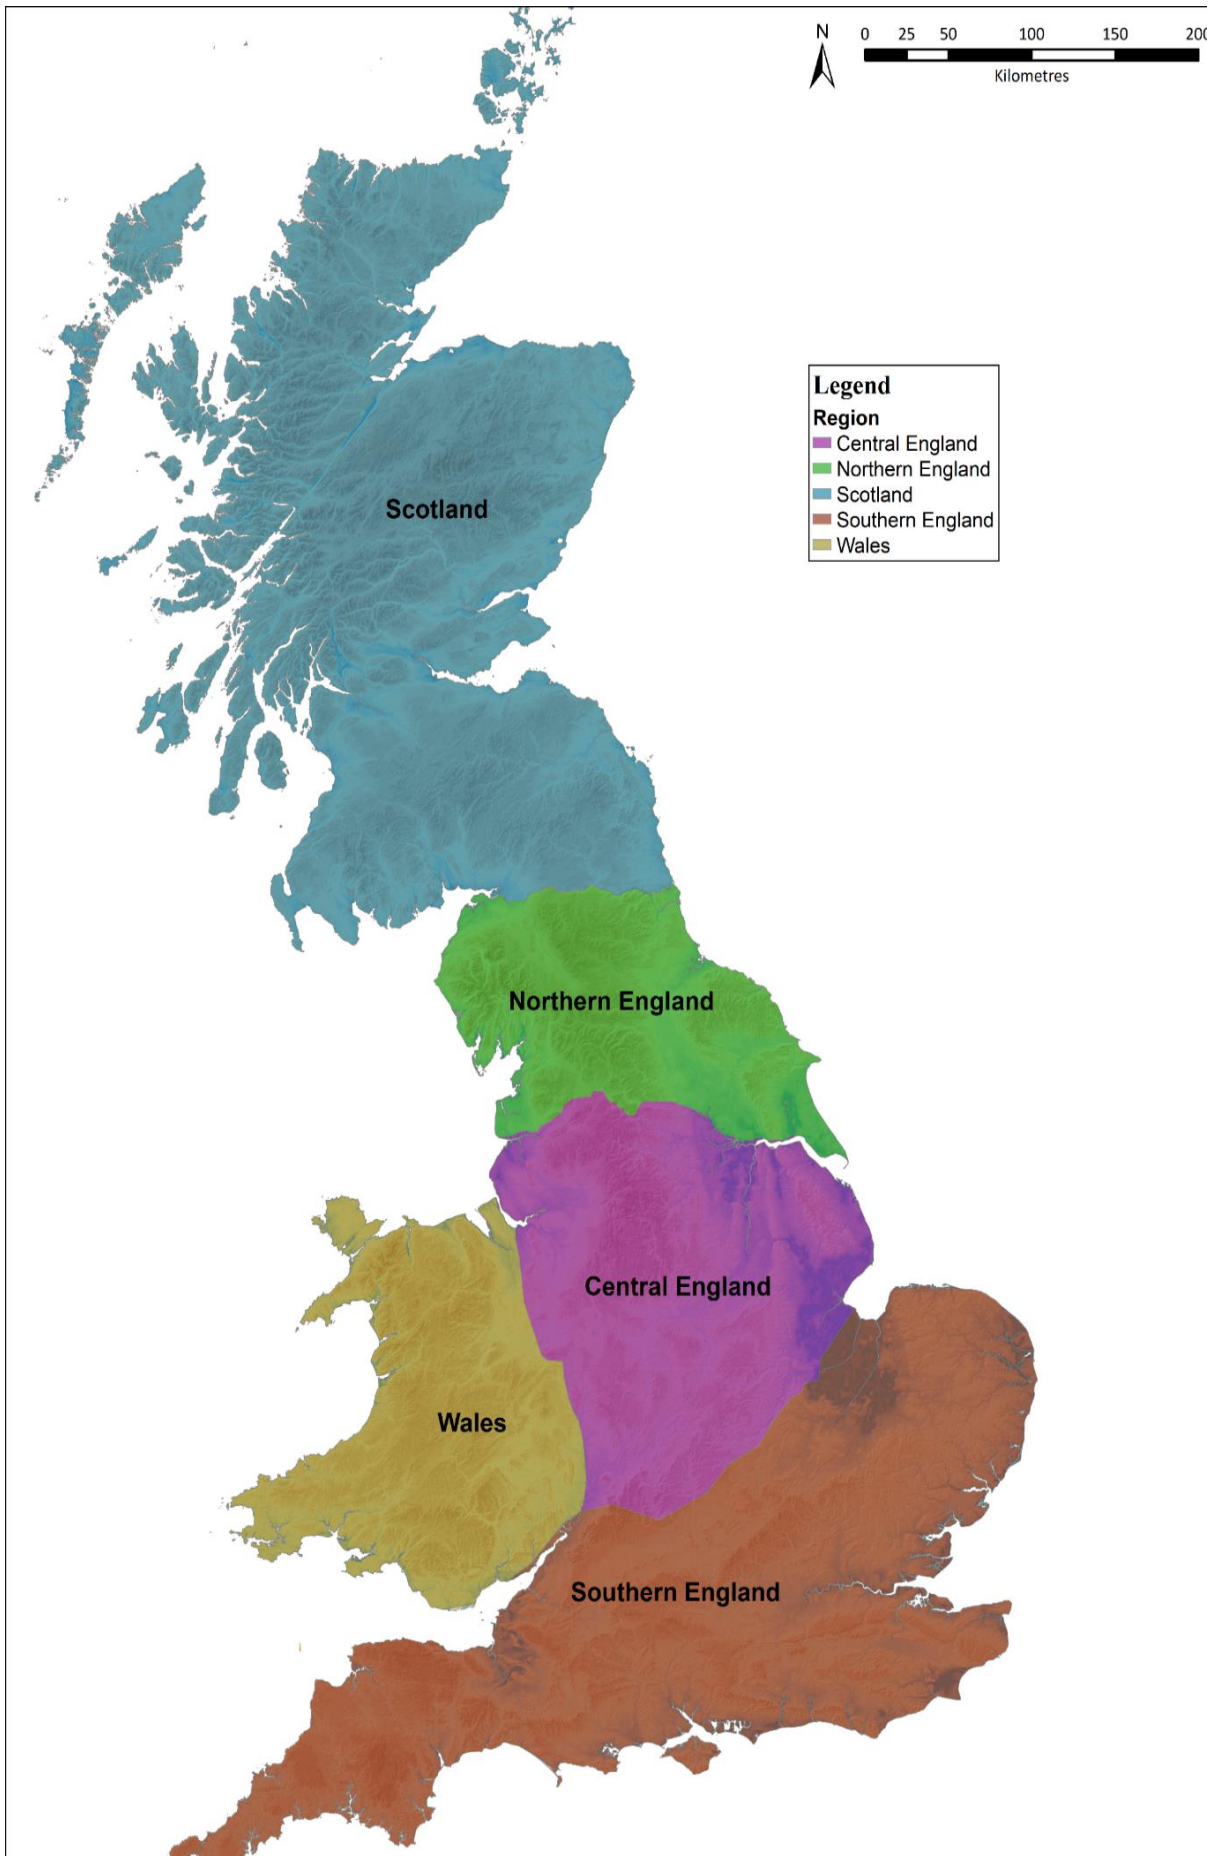 N
0 25 50 100 150 200
Kilometres
Legend
Region
Central England
Northern England
Scotland
Southern England
Wales
Scotland
Northern England
Central England
Wales
Southern England